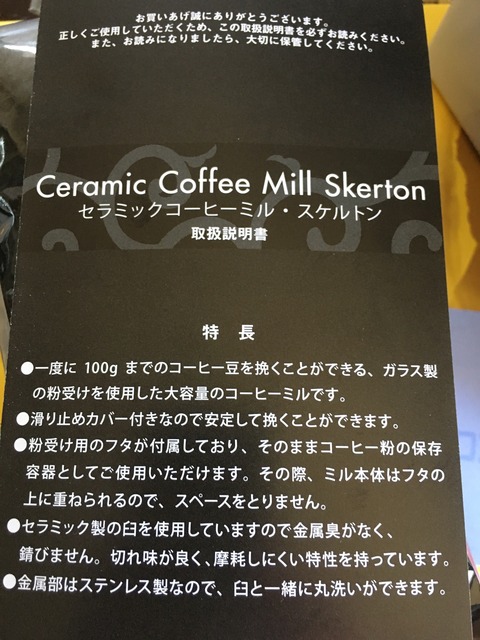 お買いあげ誠にありがとうございます。
正しくご使用していただくため、この取扱説明書を必ずお読みください。
また、お読みになりましたら、大切に保管してください。
Ceramic Coffee Mill Skerton
セラミックコーヒーミル・スケルトン
取扱説明書
特 長
●一度に 100g までのコーヒー豆を挽くことができる、ガラス製
の粉受けを使用した大容量のコーヒーミルです。
●滑り止めカバー付きなので安定して挽くことができます。
●粉受け用のフタが付属しており、そのままコーヒー粉の保存
容器としてご使用いただけます。その際、ミル本体はフタの
上に重ねられるので、スペースをとりません。
●セラミック製の臼を使用していますので金属臭がなく、
錆びません。切れ味が良く、摩耗しにくい特性を持っています。
●金属部はステンレス製なので、臼と一緒に丸洗いができます。